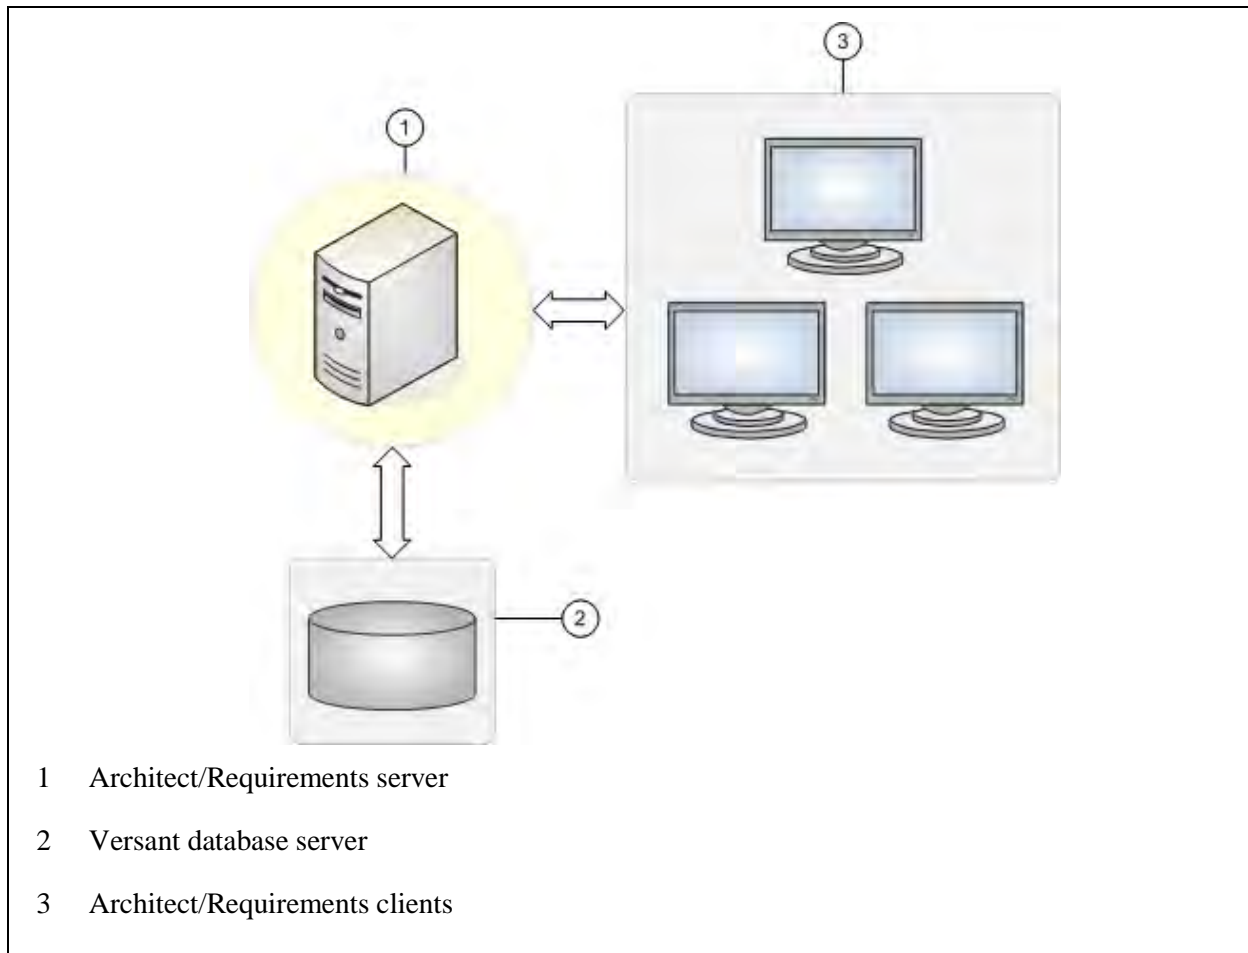 3
1
2
1 Architect/Requirements server
2 Versant database server
3 Architect/Requirements clients